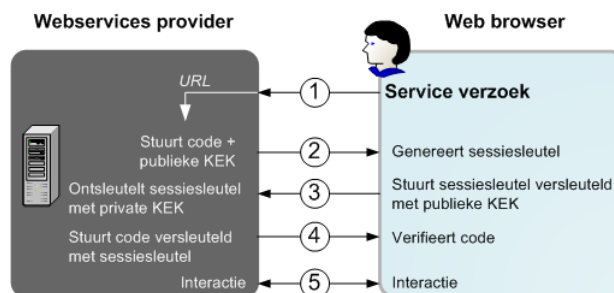 Webservices provider
Web browser
URL
1
Service verzoek
Stuurt code +
publieke KEK
2
Genereert sessiesleutel
Ontsleutelt sessiesleutel
met private KEK
3
Stuurt sessiesleutel versleuteld
met publieke KEK
Stuurt code versleuteld
met sessiesleutel
4
Verifieert code
Interactie
5
Interactie